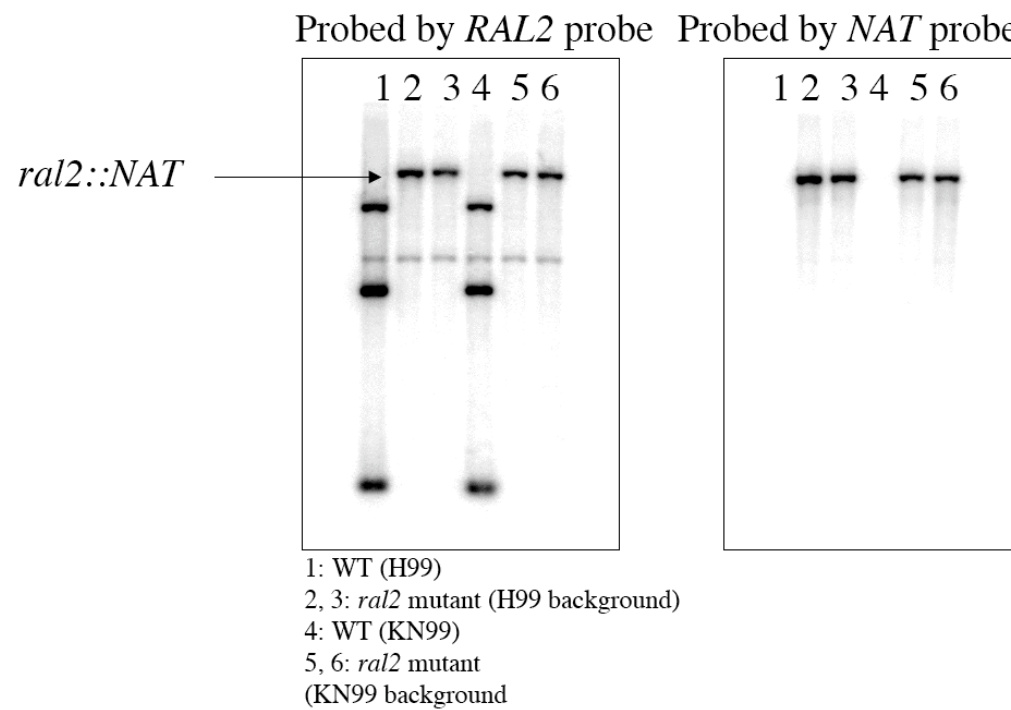 Probed by RAL2 probe
Probed by NAT probe
1 2 3 4 5 6
1 2 3 4 5 6
ral2::NAT
1: WT (H99)
2, 3: ral2 mutant (H99 background)
4: WT (KN99)
5, 6: ral2 mutant
(KN99 background